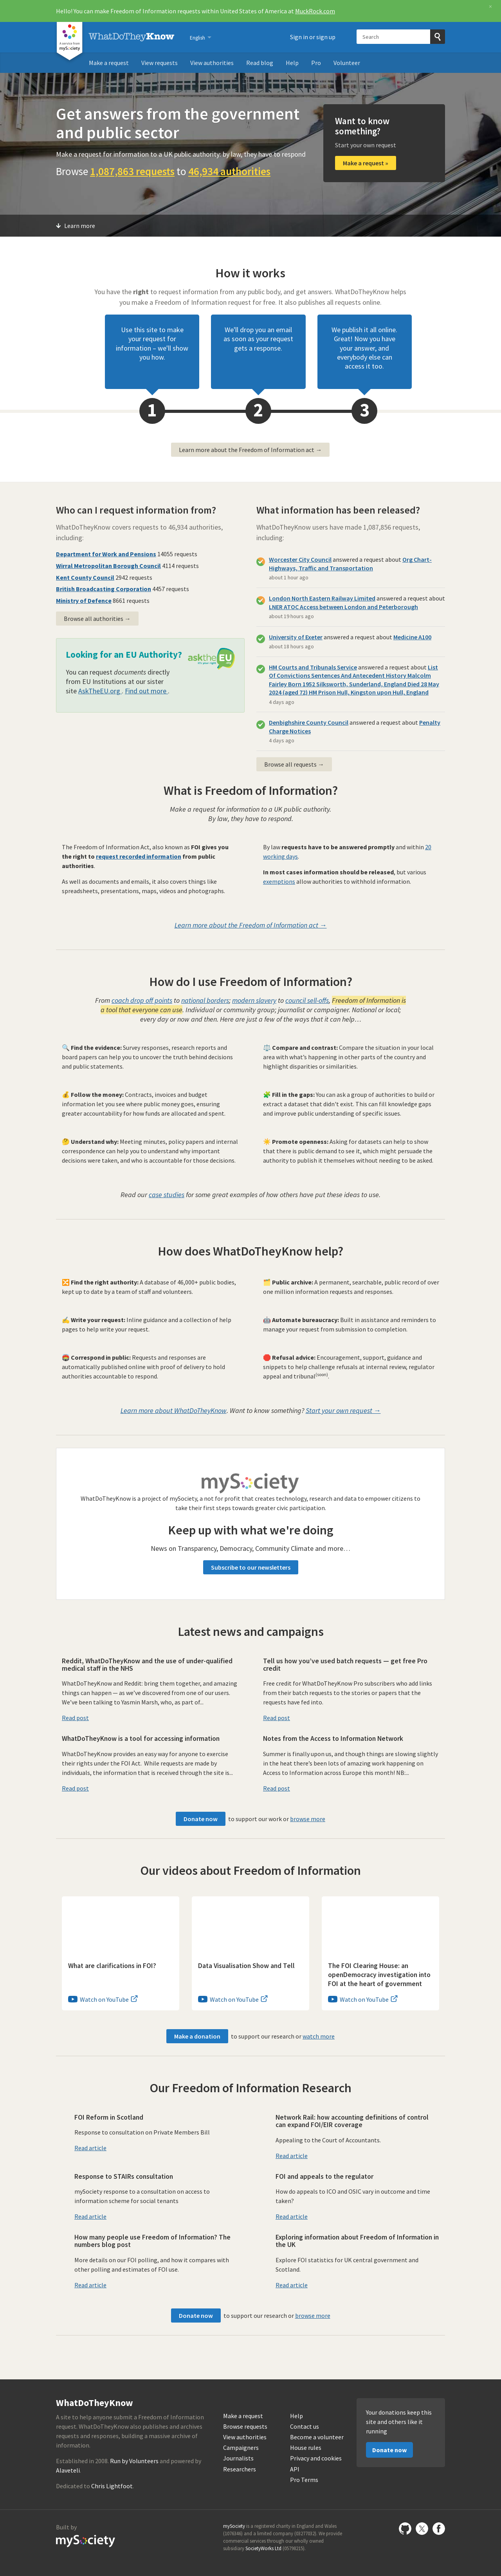 Hello! You can make Freedom of Information requests within United States of America at MuckRock.com
x
mySociety
WhatDoTheyKnow
English
Sign in or sign up
Search
Make a request
View requests
View authorities
Read blog
Help
Pro
Volunteer
Get answers from the government
and public sector
Make a request for information to a UK public authority: by law, they have to respond
Browse 1,087,863 requests to 46,934 authorities
Want to know
something?
Start your own request
Make a request »
Learn more
How it works
You have the right to request information from any public body, and get answers. WhatDoTheyKnow helps
you make a Freedom of Information request for free. It also publishes all requests online.
Use this site to make
your request for
information – we'll show
you how.
We'll drop you an email
as soon as your request
gets a response.
We publish it all online.
Great! Now you have
your answer, and
everybody else can
access it too.
1
2
3
Learn more about the Freedom of Information act →
Who can I request information from?
WhatDoTheyKnow covers requests to 46,934 authorities,
including:
Department for Work and Pensions 14055 requests
Wirral Metropolitan Borough Council 4114 requests
Kent County Council 2942 requests
British Broadcasting Corporation 4457 requests
Ministry of Defence 8661 requests
Browse all authorities →
Looking for an EU Authority?
You can request documents directly
from EU Institutions at our sister
site AskTheEU.org . Find out more .
asktheEU
What information has been released?
WhatDoTheyKnow users have made 1,087,856 requests,
including:
Worcester City Council answered a request about Org Chart-
Highways, Traffic and Transportation
about 1 hour ago
London North Eastern Railway Limited answered a request about
LNER ATOC Access between London and Peterborough
about 19 hours ago
University of Exeter answered a request about Medicine A100
about 18 hours ago
HM Courts and Tribunals Service answered a request about List
Of Convictions Sentences And Antecedent History Malcolm
Fairley Born 1952 Silksworth, Sunderland, England Died 28 May
2024 (aged 72) HM Prison Hull, Kingston upon Hull, England
4 days ago
Denbighshire County Council answered a request about Penalty
Charge Notices
4 days ago
Browse all requests →
What is Freedom of Information?
Make a request for information to a UK public authority.
By law, they have to respond.
The Freedom of Information Act, also known as FOI gives you
the right to request recorded information from public
authorities.
As well as documents and emails, it also covers things like
spreadsheets, presentations, maps, videos and photographs.
By law requests have to be answered promptly and within 20
working days.
In most cases information should be released, but various
exemptions allow authorities to withhold information.
Learn more about the Freedom of Information act →
How do I use Freedom of Information?
From coach drop off points to national borders; modern slavery to council sell-offs, Freedom of Information is
a tool that everyone can use. Individual or community group; journalist or campaigner. National or local;
every day or now and then. Here are just a few of the ways that it can help…
🔍 Find the evidence: Survey responses, research reports and
board papers can help you to uncover the truth behind decisions
and public statements.
⚖️ Compare and contrast: Compare the situation in your local
area with what's happening in other parts of the country and
highlight disparities or similarities.
💰 Follow the money: Contracts, invoices and budget
information let you see where public money goes, ensuring
greater accountability for how funds are allocated and spent.
🧩 Fill in the gaps: You can ask a group of authorities to build or
extract a dataset that didn't exist. This can fill knowledge gaps
and improve public understanding of specific issues.
🤔 Understand why: Meeting minutes, policy papers and internal
correspondence can help you to understand why important
decisions were taken, and who is accountable for those decisions.
☀️ Promote openness: Asking for datasets can help to show
that there is public demand to see it, which might persuade the
authority to publish it themselves without needing to be asked.
Read our case studies for some great examples of how others have put these ideas to use.
How does WhatDoTheyKnow help?
🔀 Find the right authority: A database of 46,000+ public bodies,
kept up to date by a team of staff and volunteers.
🗂️ Public archive: A permanent, searchable, public record of over
one million information requests and responses.
✍️ Write your request: Inline guidance and a collection of help
pages to help write your request.
🤖 Automate bureaucracy: Built in assistance and reminders to
manage your request from submission to completion.
📮 Correspond in public: Requests and responses are
automatically published online with proof of delivery to hold
authorities accountable to respond.
🛑 Refusal advice: Encouragement, support, guidance and
snippets to help challenge refusals at internal review, regulator
appeal and tribunal(soon!).
Learn more about WhatDoTheyKnow. Want to know something? Start your own request →
mySociety
WhatDoTheyKnow is a project of mySociety, a not for profit that creates technology, research and data to empower citizens to
take their first steps towards greater civic participation.
Keep up with what we're doing
News on Transparency, Democracy, Community Climate and more…
Subscribe to our newsletters
Latest news and campaigns
Reddit, WhatDoTheyKnow and the use of under-qualified
medical staff in the NHS
WhatDoTheyKnow and Reddit: bring them together, and amazing
things can happen — as we've discovered from one of our users.
We've been talking to Yasmin Marsh, who, as part of...
Read post
Tell us how you've used batch requests — get free Pro
credit
Free credit for WhatDoTheyKnow Pro subscribers who add links
from their batch requests to the stories or papers that the
requests have fed into.
Read post
WhatDoTheyKnow is a tool for accessing information
WhatDoTheyKnow provides an easy way for anyone to exercise
their rights under the FOI Act. While requests are made by
individuals, the information that is received through the site is...
Read post
Notes from the Access to Information Network
Summer is finally upon us, and though things are slowing slightly
in the heat there's been lots of amazing work happening on
Access to Information across Europe this month! NB:...
Read post
Donate now to support our work or browse more
Our videos about Freedom of Information
What are clarifications in FOI?
Watch on YouTube
Data Visualisation Show and Tell
Watch on YouTube
The FOI Clearing House: an
openDemocracy investigation into
FOI at the heart of government
Watch on YouTube
Make a donation to support our research or watch more
Our Freedom of Information Research
FOI Reform in Scotland
Response to consultation on Private Members Bill
Read article
Network Rail: how accounting definitions of control
can expand FOI/EIR coverage
Appealing to the Court of Accountants.
Read article
Response to STAIRs consultation
mySociety response to a consultation on access to
information scheme for social tenants
Read article
FOI and appeals to the regulator
How do appeals to ICO and OSIC vary in outcome and time
taken?
Read article
How many people use Freedom of Information? The
numbers blog post
More details on our FOI polling, and how it compares with
other polling and estimates of FOI use.
Read article
Exploring information about Freedom of Information in
the UK
Explore FOI statistics for UK central government and
Scotland.
Read article
Donate now to support our research or browse more
WhatDoTheyKnow
A site to help anyone submit a Freedom of Information
request. WhatDoTheyKnow also publishes and archives
requests and responses, building a massive archive of
information.
Established in 2008. Run by Volunteers and powered by
Alaveteli.
Dedicated to Chris Lightfoot.
Make a request
Browse requests
View authorities
Campaigners
Journalists
Researchers
Help
Contact us
Become a volunteer
House rules
Privacy and cookies
API
Pro Terms
Your donations keep this
site and others like it
running
Donate now
Built by
mySociety
mySociety is a registered charity in England and Wales
(1076346) and a limited company (03277032). We provide
commercial services through our wholly owned
subsidiary SocietyWorks Ltd (05798215).